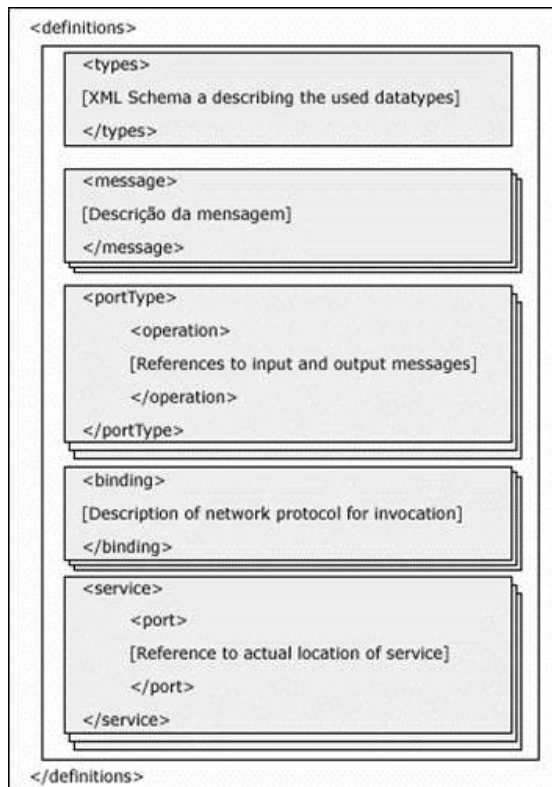 <definitions>
<types>
[XML Schema a describing the used datatypes]
</types>
<message>
[Descrição da mensagem]
</message>
<portType>
<operation>
[References to input and output messages]
</operation>
</portType>
<binding>
[Description of network protocol for invocation]
</binding>
<service>
<port>
[Reference to actual location of service]
</port>
</service>
</definitions>